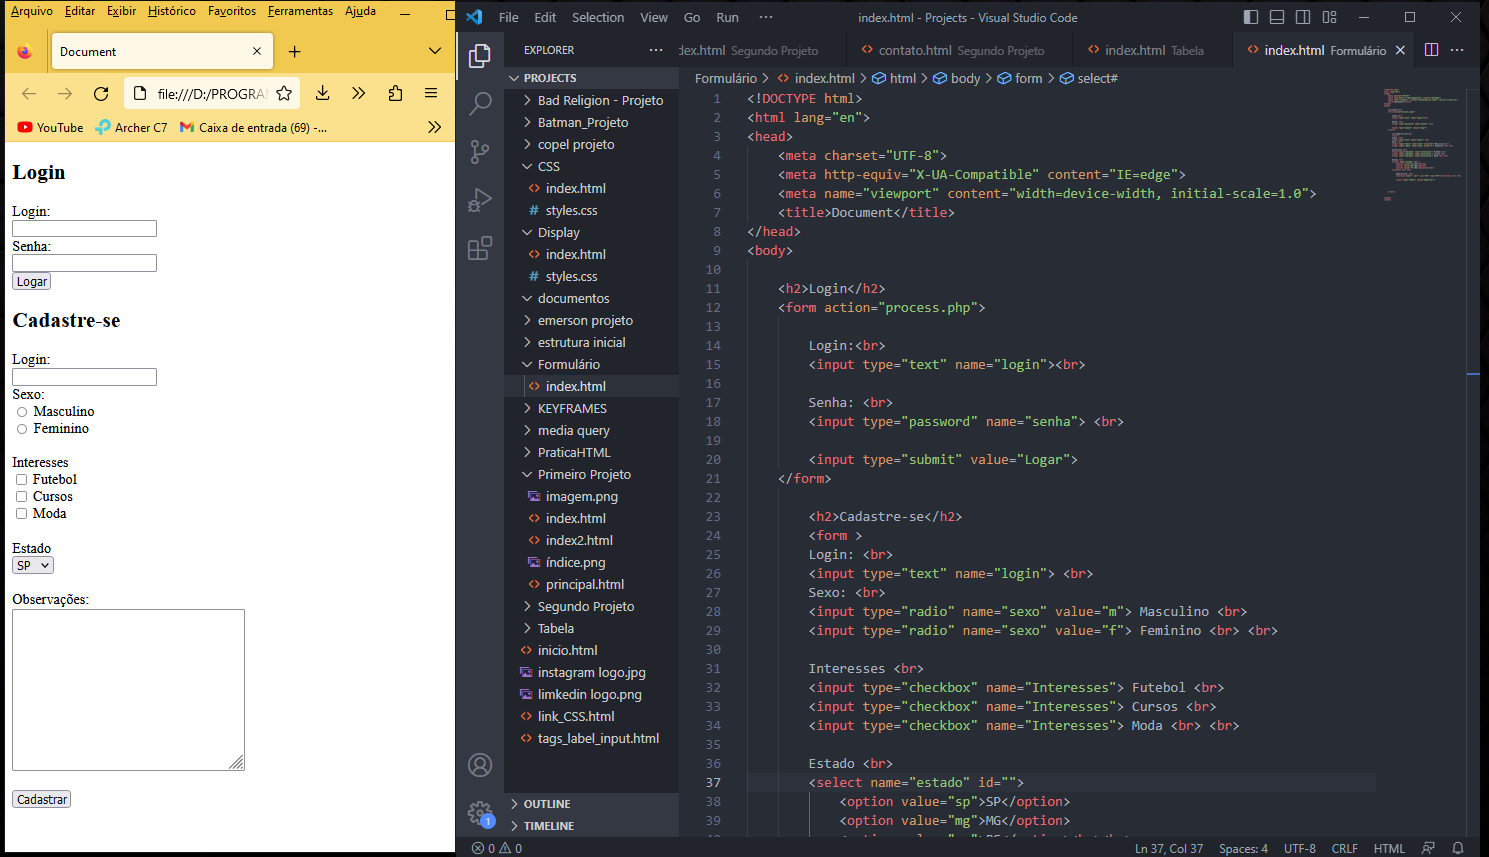 Arquivo Editar Exibir Histórico Favoritos Ferramentas Ajuda
Document
file:///D:/PROGRA
YouTube Archer C7 Caixa de entrada (69) -...
Login
Login:
Senha:
Logar
Cadastre-se
Login:
Sexo:
Masculino
Feminino
Interesses
Futebol
Cursos
Moda
Estado
SP
Observações:
Cadastrar
File Edit Selection View Go Run ···
index.html - Projects - Visual Studio Code
EXPLORER ···
PROJECTS
Bad Religion - Projeto
Batman_Projeto
copel projeto
CSS
index.html
# styles.css
Display
index.html
# styles.css
documentos
emerson projeto
estrutura inicial
Formulário
index.html
KEYFRAMES
media query
PraticaHTML
Primeiro Projeto
imagem.png
index.html
index2.html
índice.png
principal.html
Segundo Projeto
Tabela
inicio.html
instagram logo.jpg
limkedin logo.png
link_CSS.html
tags_label_input.html
OUTLINE
TIMELINE
1
dex.html Segundo Projeto
contato.html Segundo Projeto
index.html Tabela
index.html Formulário
Formulário > index.html > html > body > form > select#
1 <!DOCTYPE html>
2 <html lang="en">
3 <head>
4 <meta charset="UTF-8">
5 <meta http-equiv="X-UA-Compatible" content="IE=edge">
6 <meta name="viewport" content="width=device-width, initial-scale=1.0">
7 <title>Document</title>
8 </head>
9 <body>
10
11 <h2>Login</h2>
12 <form action="process.php">
13
14 Login:<br>
15 <input type="text" name="login"><br>
16
17 Senha: <br>
18 <input type="password" name="senha"> <br>
19
20 <input type="submit" value="Logar">
21 </form>
22
23 <h2>Cadastre-se</h2>
24 <form >
25 Login: <br>
26 <input type="text" name="login"> <br>
27 Sexo: <br>
28 <input type="radio" name="sexo" value="m"> Masculino <br>
29 <input type="radio" name="sexo" value="f"> Feminino <br> <br>
30
31 Interesses <br>
32 <input type="checkbox" name="Interesses"> Futebol <br>
33 <input type="checkbox" name="Interesses"> Cursos <br>
34 <input type="checkbox" name="Interesses"> Moda <br> <br>
35
36 Estado <br>
37 <select name="estado" id="">
38 <option value="sp">SP</option>
39 <option value="mg">MG</option>
0 0
Ln 37, Col 37 Spaces: 4 UTF-8 CRLF HTML